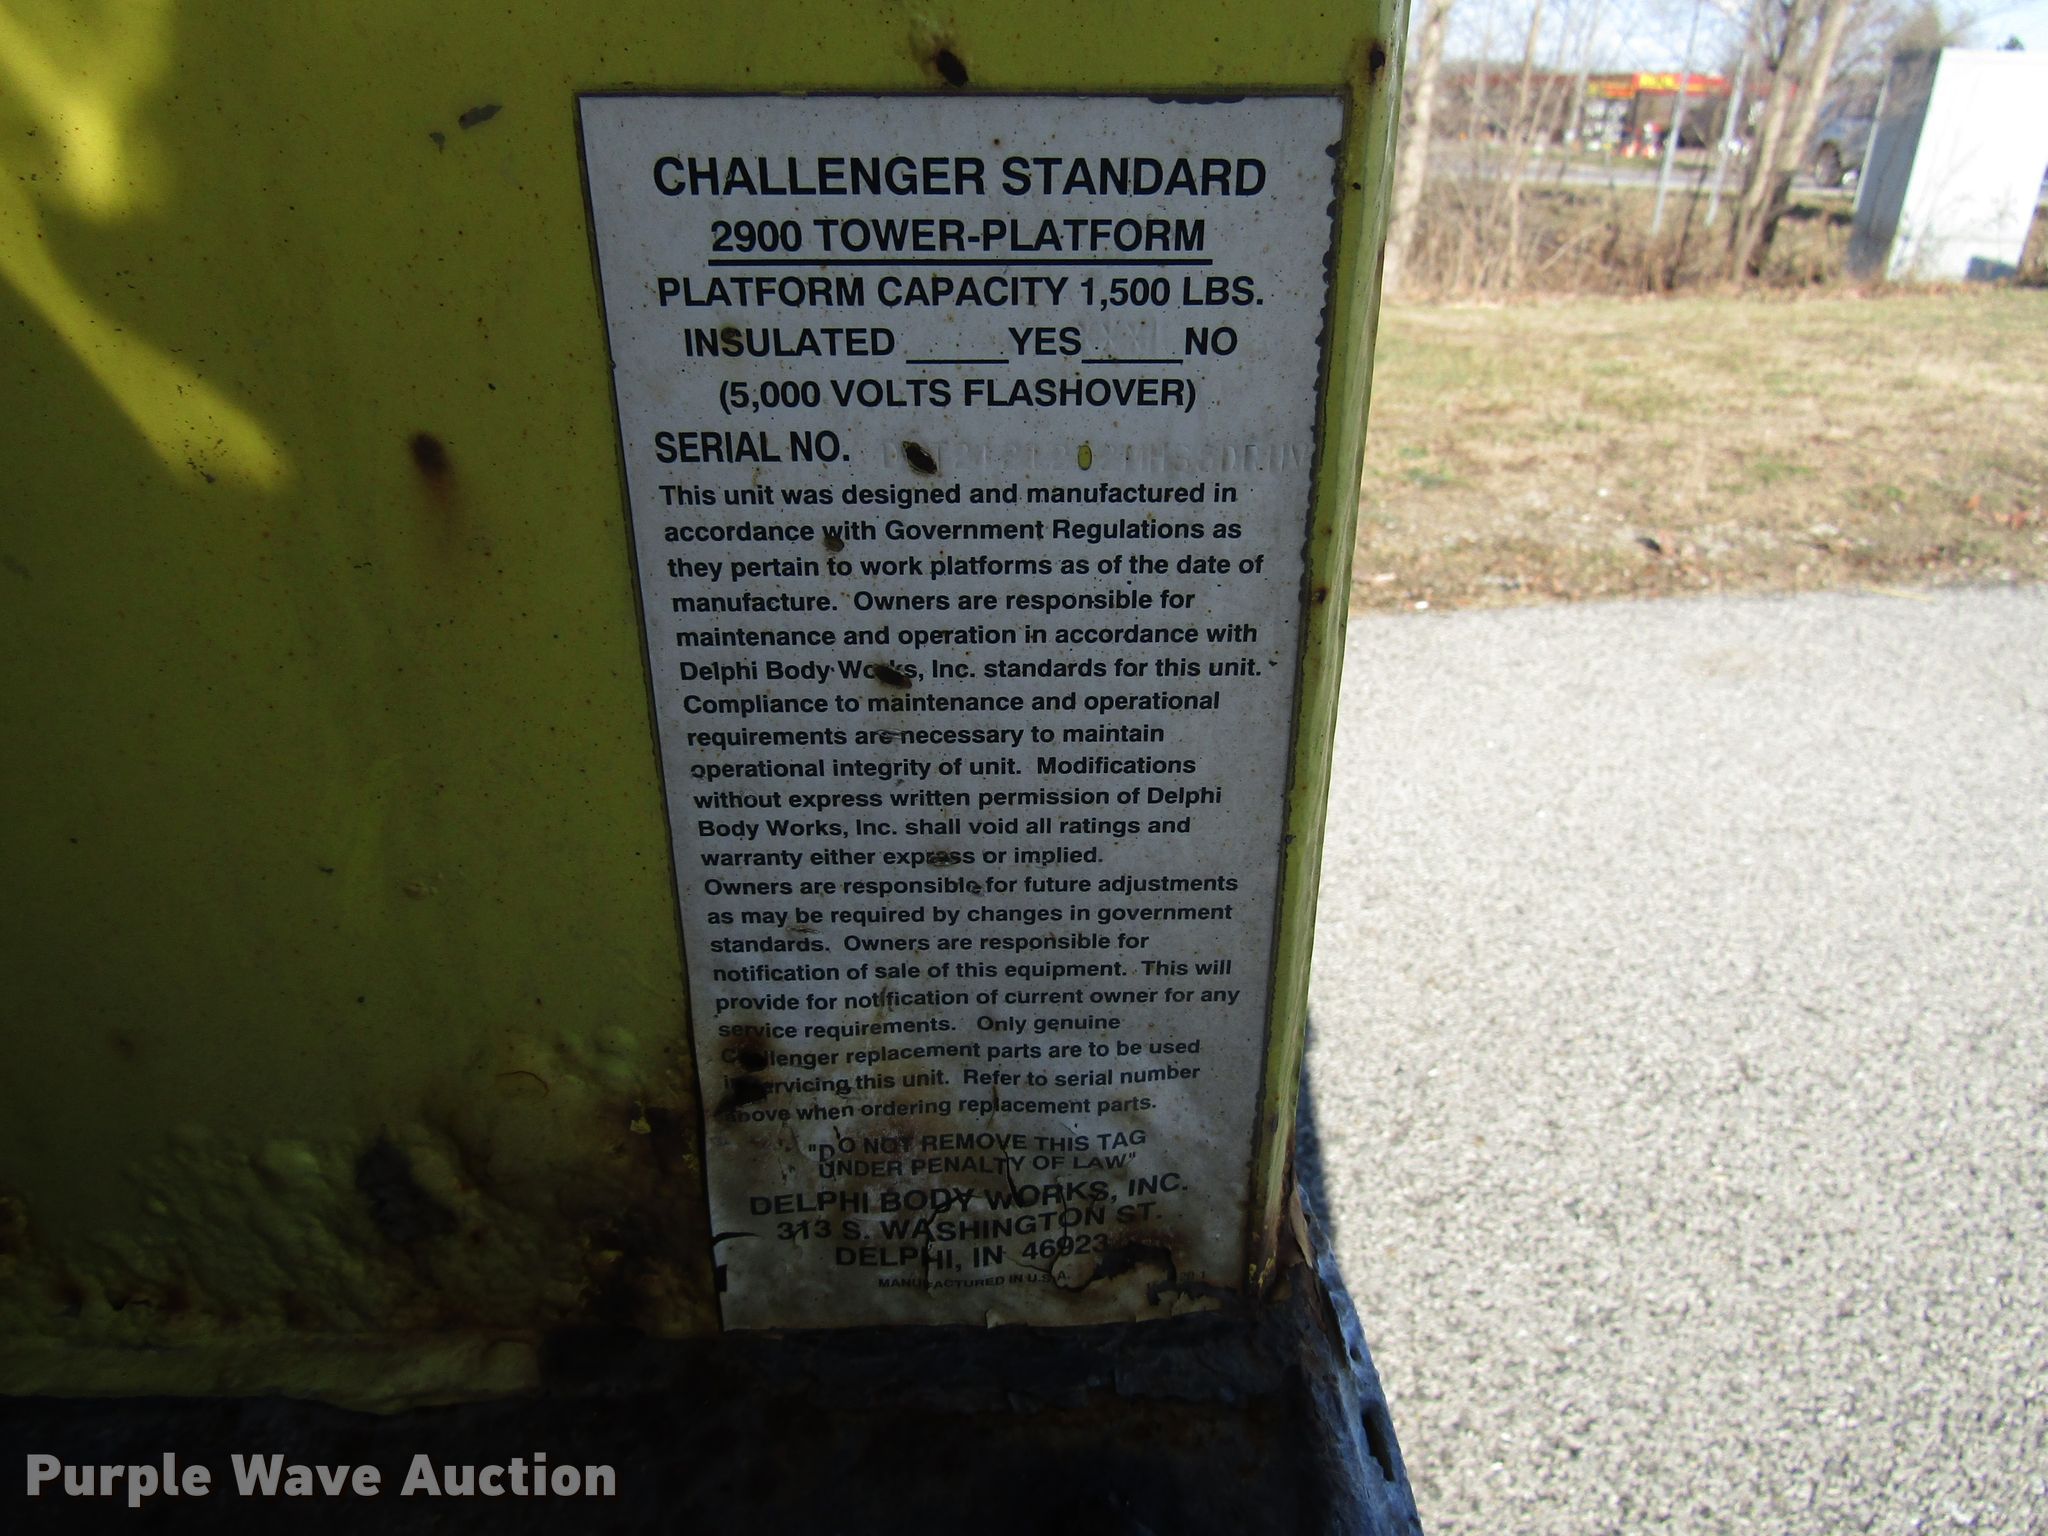 CHALLENGER STANDARD
2900 TOWER-PLATFORM
PLATFORM CAPACITY 1,500 LBS.
INSULATED ____YES____NO
(5,000 VOLTS FLASHOVER)
SERIAL NO.
This unit was designed and manufactured in
accordance with Government Regulations as
they pertain to work platforms as of the date of
manufacture. Owners are responsible for
maintenance and operation in accordance with
Delphi Body Works, Inc. standards for this unit.
Compliance to maintenance and operational
requirements are necessary to maintain
operational integrity of unit. Modifications
without express written permission of Delphi
Body Works, Inc. shall void all ratings and
warranty either express or implied.
Owners are responsible for future adjustments
as may be required by changes in government
standards. Owners are responsible for
notification of sale of this equipment. This will
provide for notification of current owner for any
service requirements. Only genuine
Challenger replacement parts are to be used
in servicing this unit. Refer to serial number
above when ordering replacement parts.
"DO NOT REMOVE THIS TAG
UNDER PENALTY OF LAW"
DELPHI BODY WORKS, INC.
313 S. WASHINGTON ST.
DELPHI, IN 46923
MANUFACTURED IN U.S.A.
Purple Wave Auction